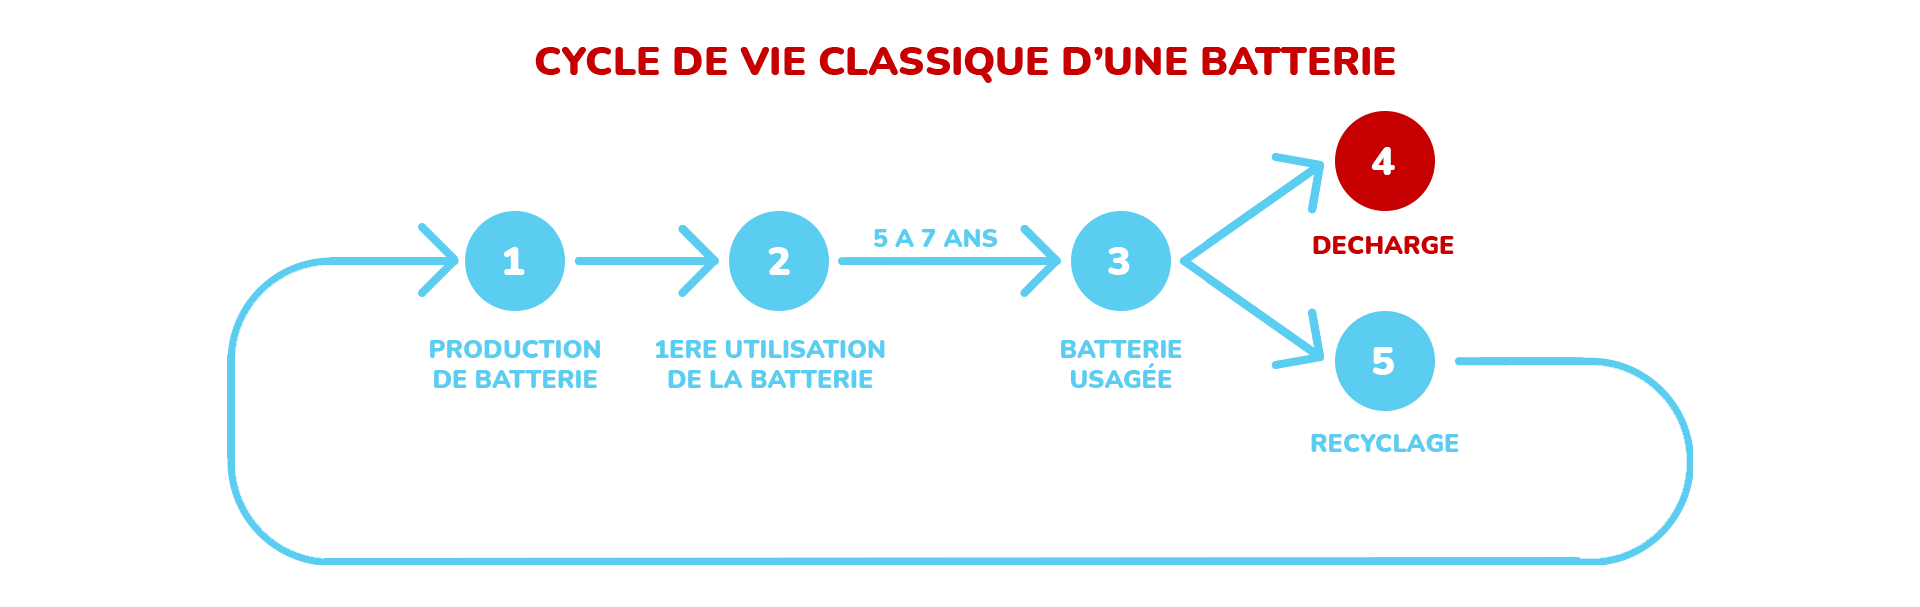 CYCLE DE VIE CLASSIQUE D’UNE BATTERIE
1
PRODUCTION
DE BATTERIE
2
1ERE UTILISATION
DE LA BATTERIE
5 A 7 ANS
3
BATTERIE
USAGÉE
4
DECHARGE
5
RECYCLAGE